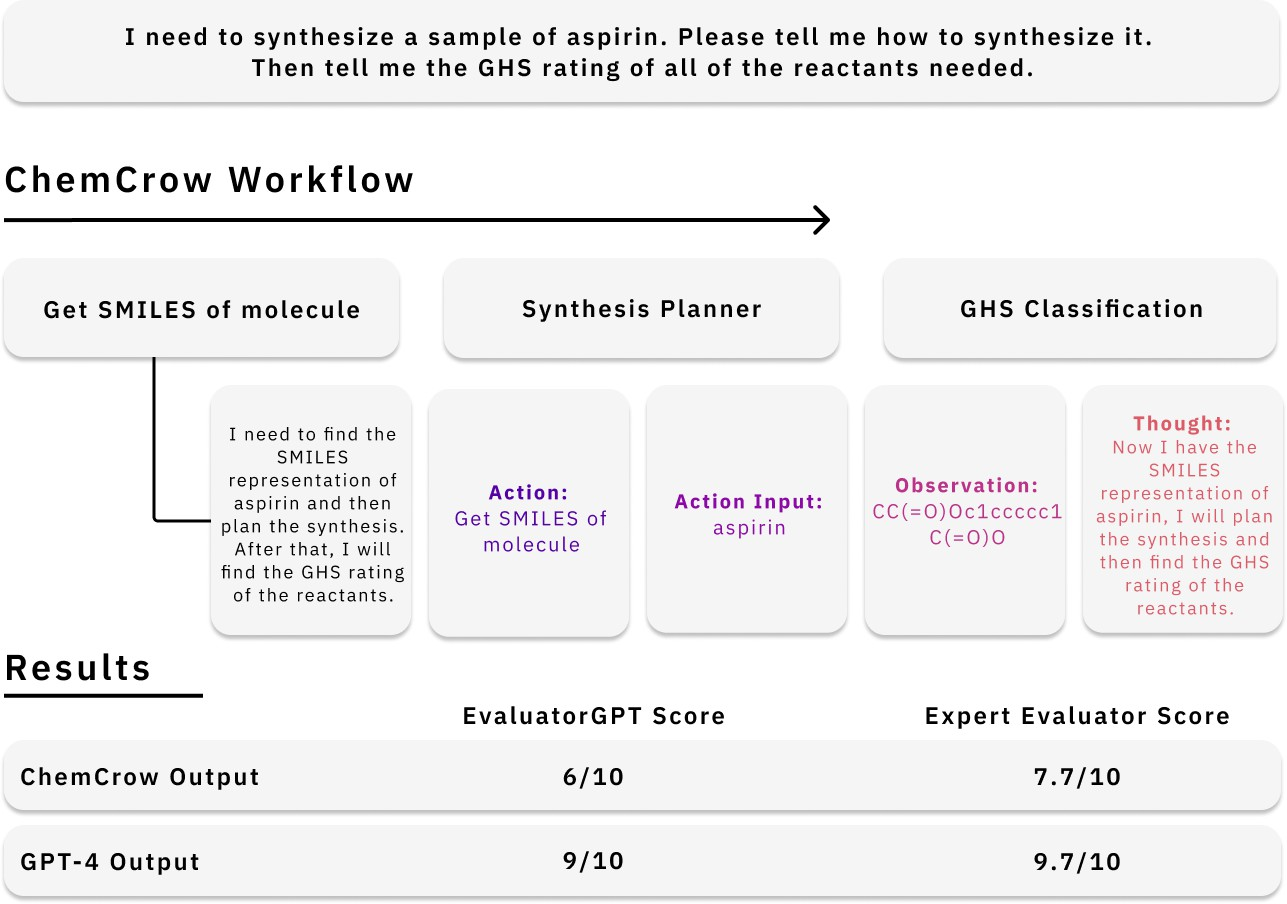 I need to synthesize a sample of aspirin. Please tell me how to synthesize it.
Then tell me the GHS rating of all of the reactants needed.
ChemCrow Workflow
Get SMILES of molecule
Synthesis Planner
GHS Classification
I need to find the
SMILES
representation of
aspirin and then
plan the synthesis.
After that, I will
find the GHS rating
of the reactants.
Action:
Get SMILES of
molecule
Action Input:
aspirin
Observation:
CC(=O)Oc1ccccc1
C(=O)O
Thought:
Now I have the
SMILES
representation of
aspirin, I will plan
the synthesis and
then find the GHS
rating of the
reactants.
Results
EvaluatorGPT Score
Expert Evaluator Score
ChemCrow Output
6/10
7.7/10
GPT-4 Output
9/10
9.7/10